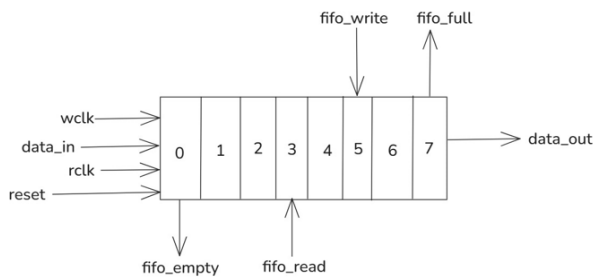 fifo_write
fifo_full
wclk
data_in
rclk
reset
0 1 2 3 4 5 6 7
data_out
fifo_empty
fifo_read